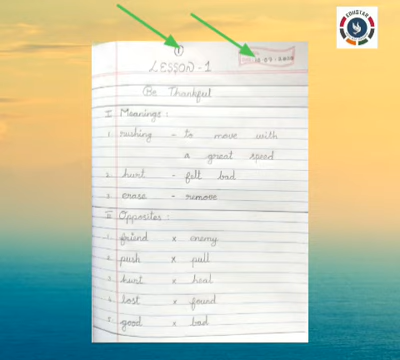 EDUSTAR
1
LESSON - 1
Be Thankful
I Meanings :
1. rushing - to move with
a great speed
2. hurt - felt bad
3. erase - remove
II Opposites :
1. friend x enemy
2. push x pull
3. hurt x heal
4. lost x found
5. good x bad